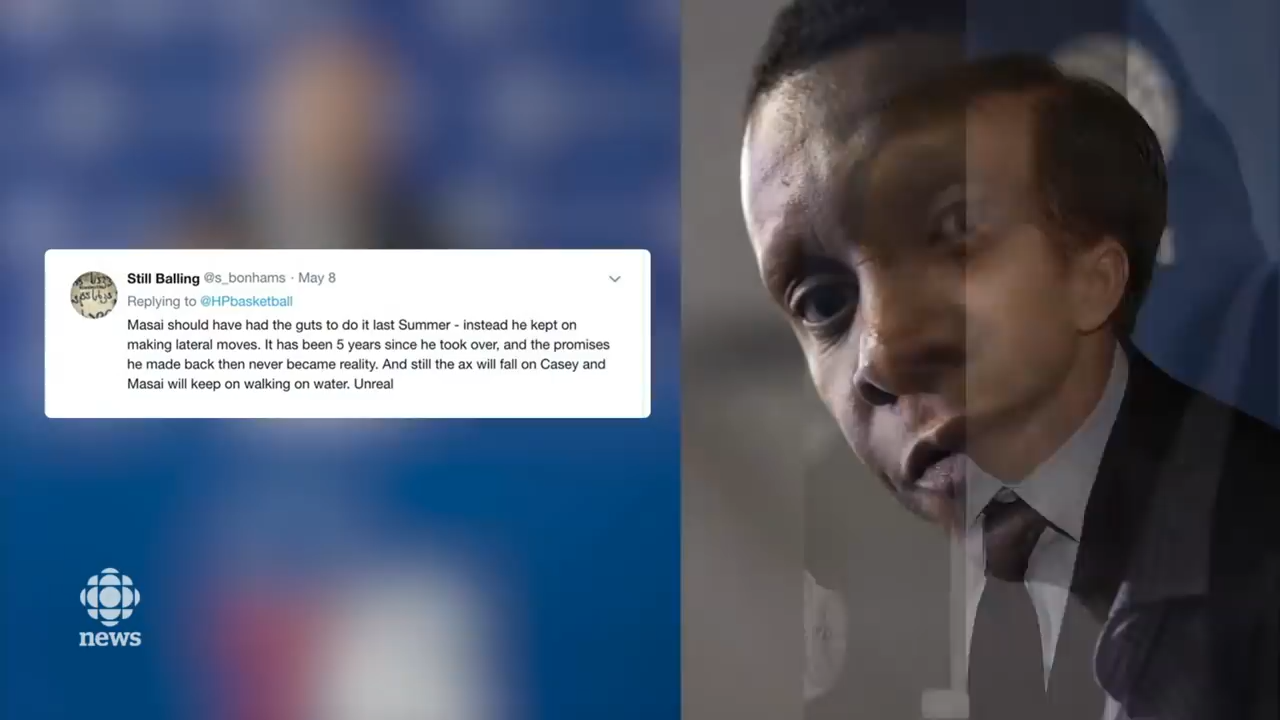 Still Balling @s_bonhams · May 8
Replying to @HPbasketball
Masai should have had the guts to do it last Summer - instead he kept on
making lateral moves. It has been 5 years since he took over, and the promises
he made back then never became reality. And still the ax will fall on Casey and
Masai will keep on walking on water. Unreal
news